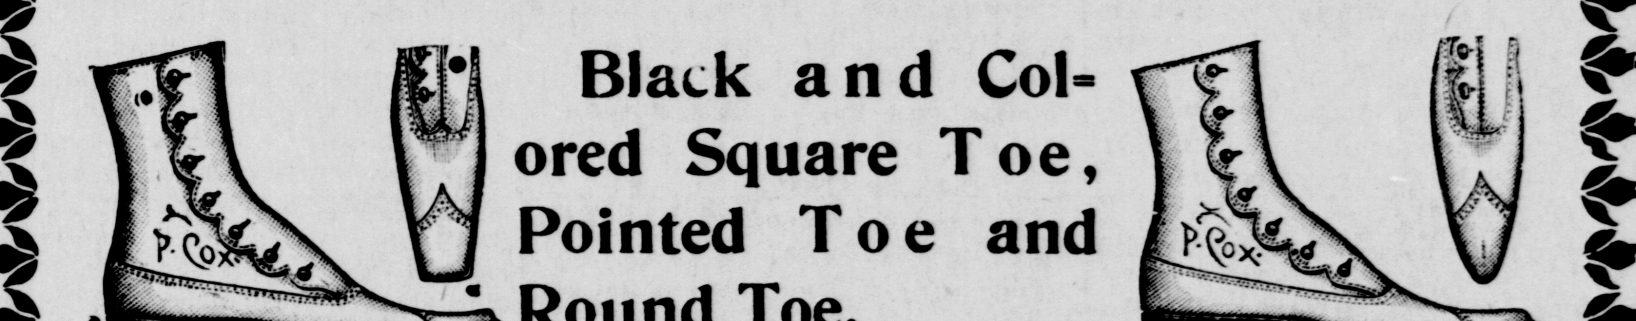 Black and Col=
ored Square Toe,
Pointed Toe and
Round Toe.
P. Cox.
P. Cox.